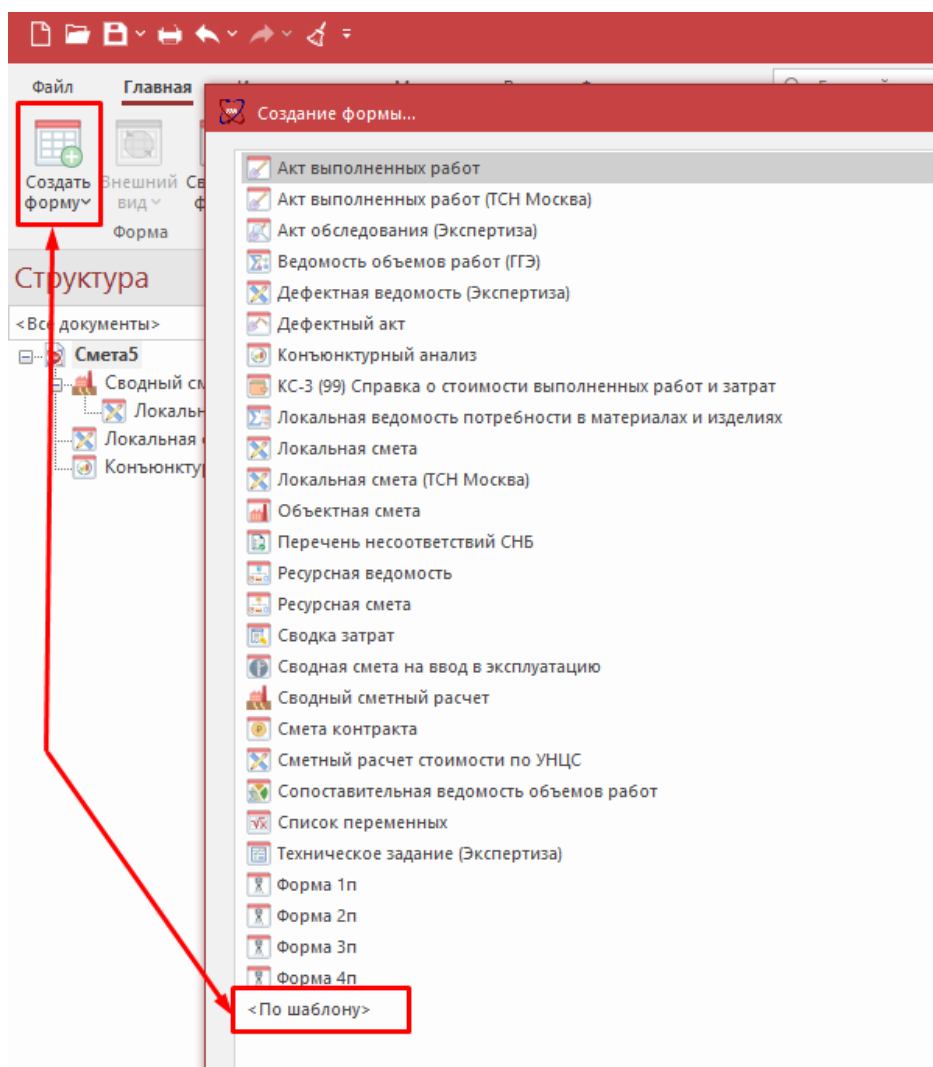 Файл Главная
Создание формы...
Создать форму
Внешний вид
Форма
Структура
<Все документы>
Смета5
Сводный см
Локальн
Локальная
Конъюнкту
Акт выполненных работ
Акт выполненных работ (ТСН Москва)
Акт обследования (Экспертиза)
Ведомость объемов работ (ГГЭ)
Дефектная ведомость (Экспертиза)
Дефектный акт
Конъюнктурный анализ
КС-3 (99) Справка о стоимости выполненных работ и затрат
Локальная ведомость потребности в материалах и изделиях
Локальная смета
Локальная смета (ТСН Москва)
Объектная смета
Перечень несоответствий СНБ
Ресурсная ведомость
Ресурсная смета
Сводка затрат
Сводная смета на ввод в эксплуатацию
Сводный сметный расчет
Смета контракта
Сметный расчет стоимости по УНЦС
Сопоставительная ведомость объемов работ
Список переменных
Техническое задание (Экспертиза)
Форма 1п
Форма 2п
Форма 3п
Форма 4п
<По шаблону>